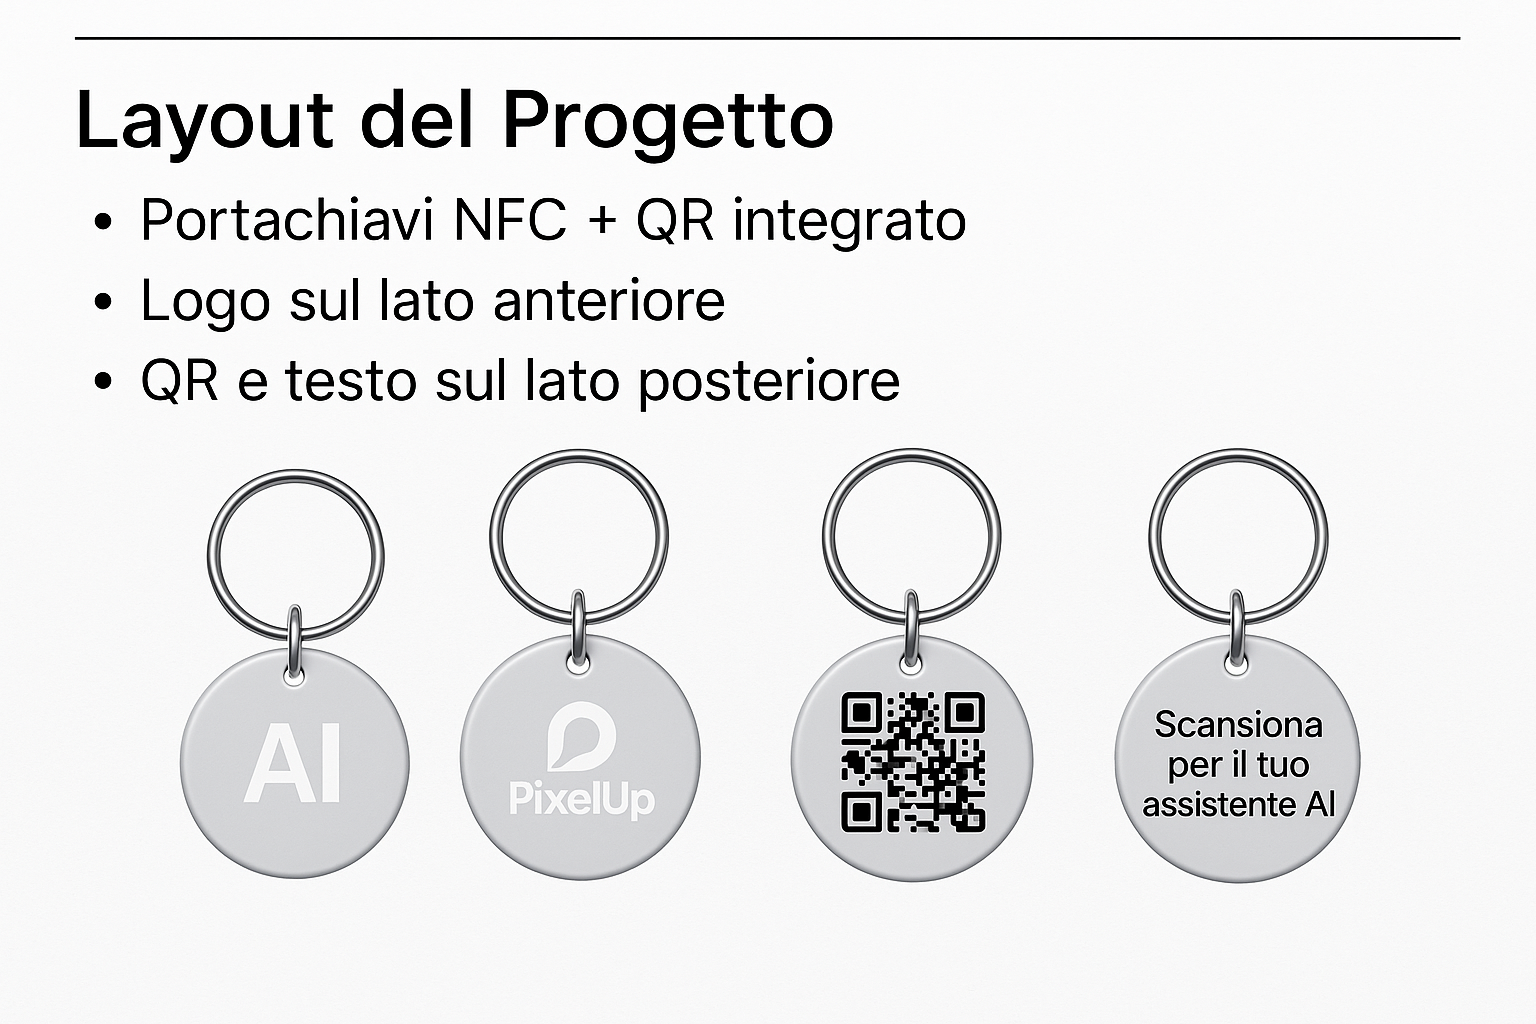 Layout del Progetto
• Portachiavi NFC + QR integrato
• Logo sul lato anteriore
• QR e testo sul lato posteriore
AI
PixelUp
Scansiona
per il tuo
assistente AI